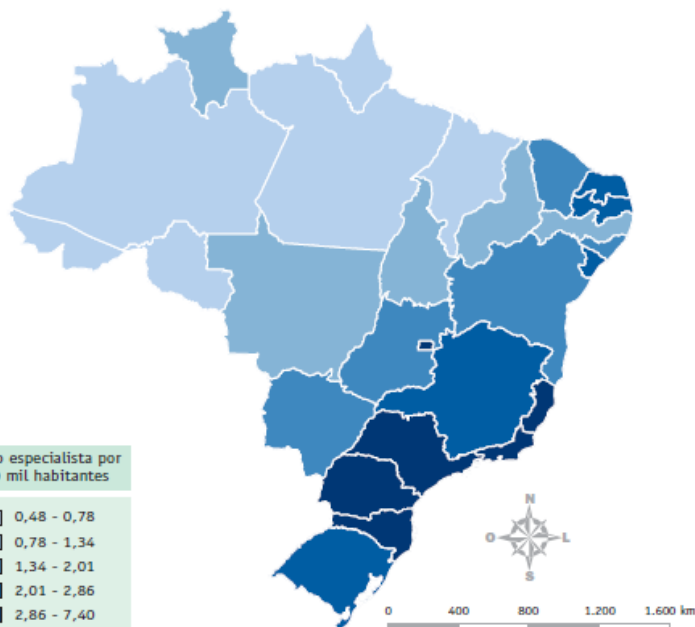 especialista por
mil habitantes
0,48 - 0,78
0,78 - 1,34
1,34 - 2,01
2,01 - 2,86
2,86 - 7,40
N
O L
S
0 400 800 1.200 1.600 km